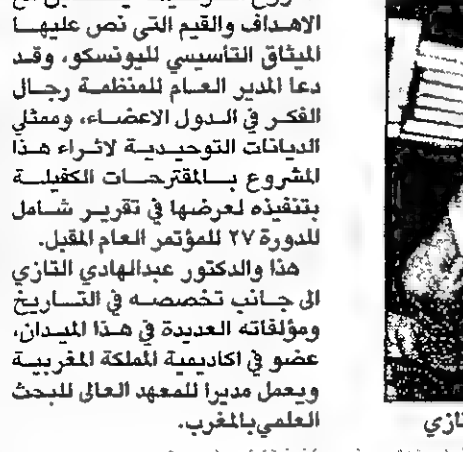 الاهداف والقيم التي نص عليها
الميثاق التأسيسي لليونسكو، وقد
دعا المدير العام للمنظمة رجال
الفكر في الدول الاعضاء، وممثلي
الديانات التوحيدية لاثراء هذا
المشروع بالمقترحات الكفيلة
بتنفيذه لعرضها في تقرير شامل
للدورة ٢٧ للمؤتمر العام المقبل.
هذا والدكتور عبدالهادي التازي
الى جانب تخصصه في التاريخ
ومؤلفاته العديدة في هذا الميدان،
عضو في اكاديمية المملكة المغربية
ويعمل مديرا للمعهد العالى للبحث
العلمي بالمغرب.
تازي